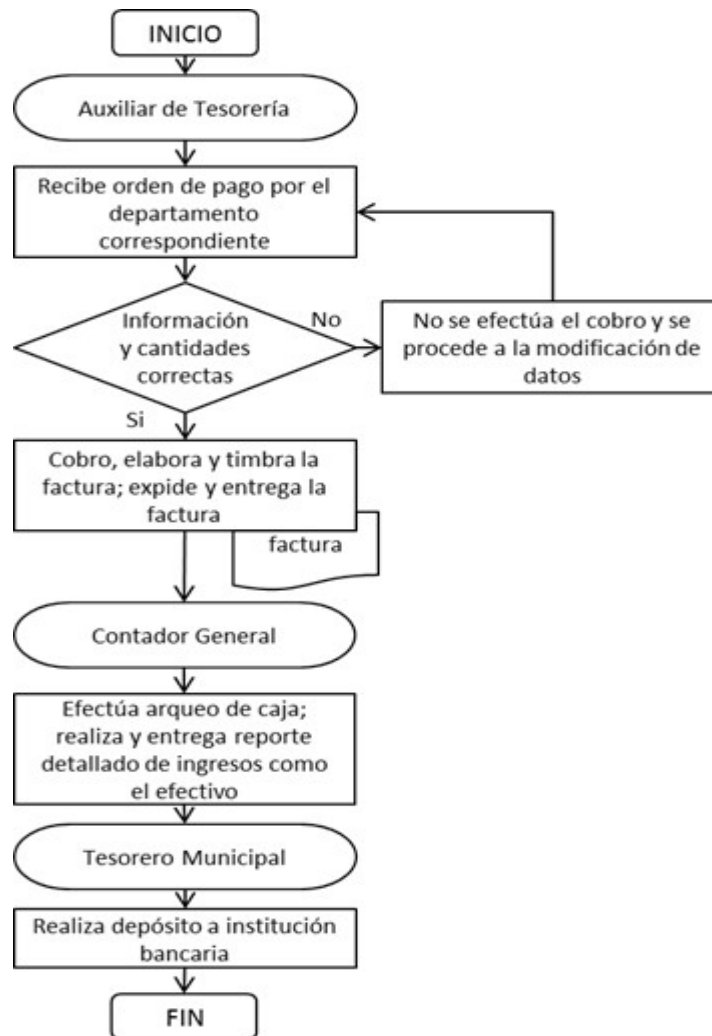 INICIO
Auxiliar de Tesorería
Recibe orden de pago por el
departamento
correspondiente
Información
y cantidades
correctas
No
No se efectúa el cobro y se
procede a la modificación de
datos
Si
Cobro, elabora y timbra la
factura; expide y entrega la
factura
factura
Contador General
Efectúa arqueo de caja;
realiza y entrega reporte
detallado de ingresos como
el efectivo
Tesorero Municipal
Realiza depósito a institución
bancaria
FIN